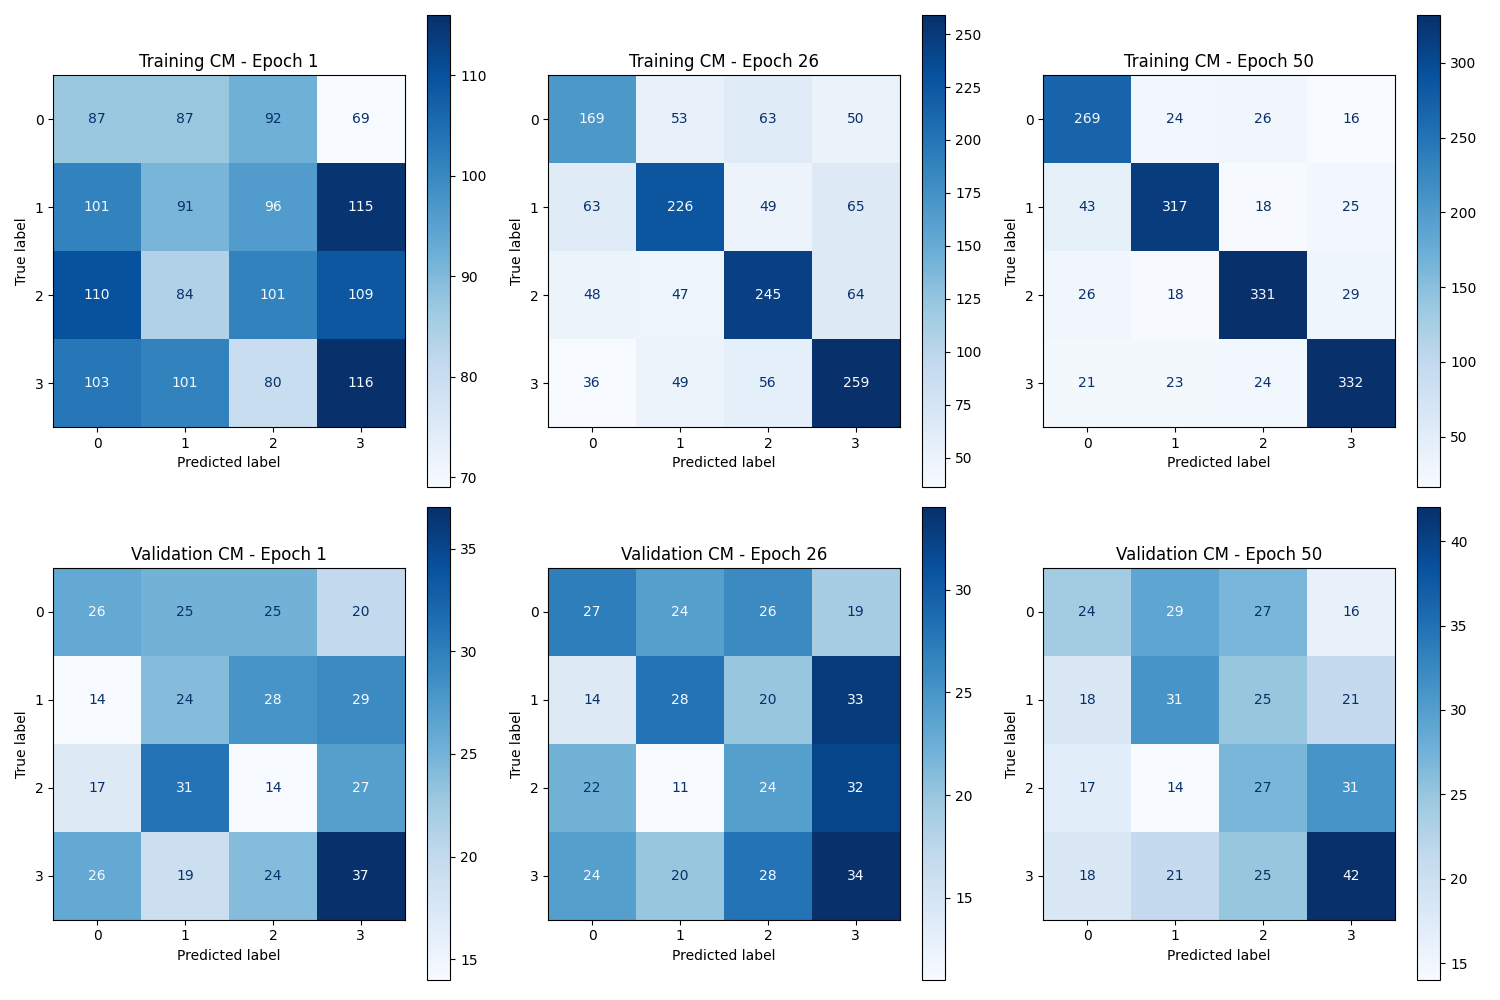 Training CM - Epoch 1
True label
0 87 87 92 69
1 101 91 96 115
2 110 84 101 109
3 103 101 80 116
0 1 2 3
Predicted label
110
100
90
80
70
Training CM - Epoch 26
True label
0 169 53 63 50
1 63 226 49 65
2 48 47 245 64
3 36 49 56 259
0 1 2 3
Predicted label
250
225
200
175
150
125
100
75
50
Training CM - Epoch 50
True label
0 269 24 26 16
1 43 317 18 25
2 26 18 331 29
3 21 23 24 332
0 1 2 3
Predicted label
300
250
200
150
100
50
Validation CM - Epoch 1
True label
0 26 25 25 20
1 14 24 28 29
2 17 31 14 27
3 26 19 24 37
0 1 2 3
Predicted label
35
30
25
20
15
Validation CM - Epoch 26
True label
0 27 24 26 19
1 14 28 20 33
2 22 11 24 32
3 24 20 28 34
0 1 2 3
Predicted label
30
25
20
15
Validation CM - Epoch 50
True label
0 24 29 27 16
1 18 31 25 21
2 17 14 27 31
3 18 21 25 42
0 1 2 3
Predicted label
40
35
30
25
20
15